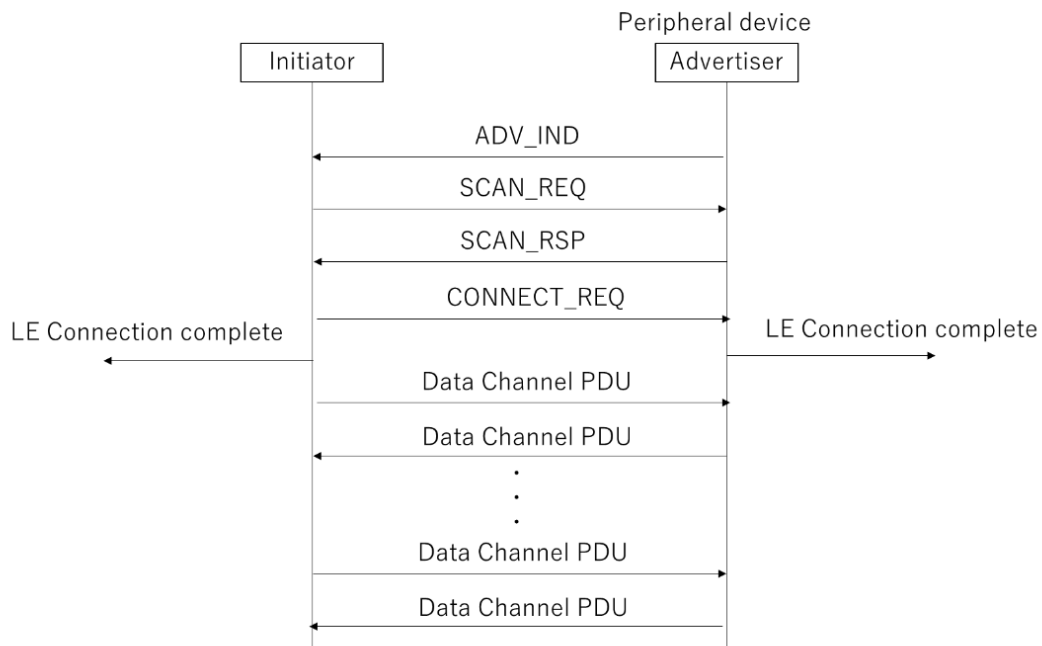 Peripheral device
Initiator
Advertiser
ADV_IND
SCAN_REQ
SCAN_RSP
CONNECT_REQ
LE Connection complete
LE Connection complete
Data Channel PDU
Data Channel PDU
Data Channel PDU
Data Channel PDU